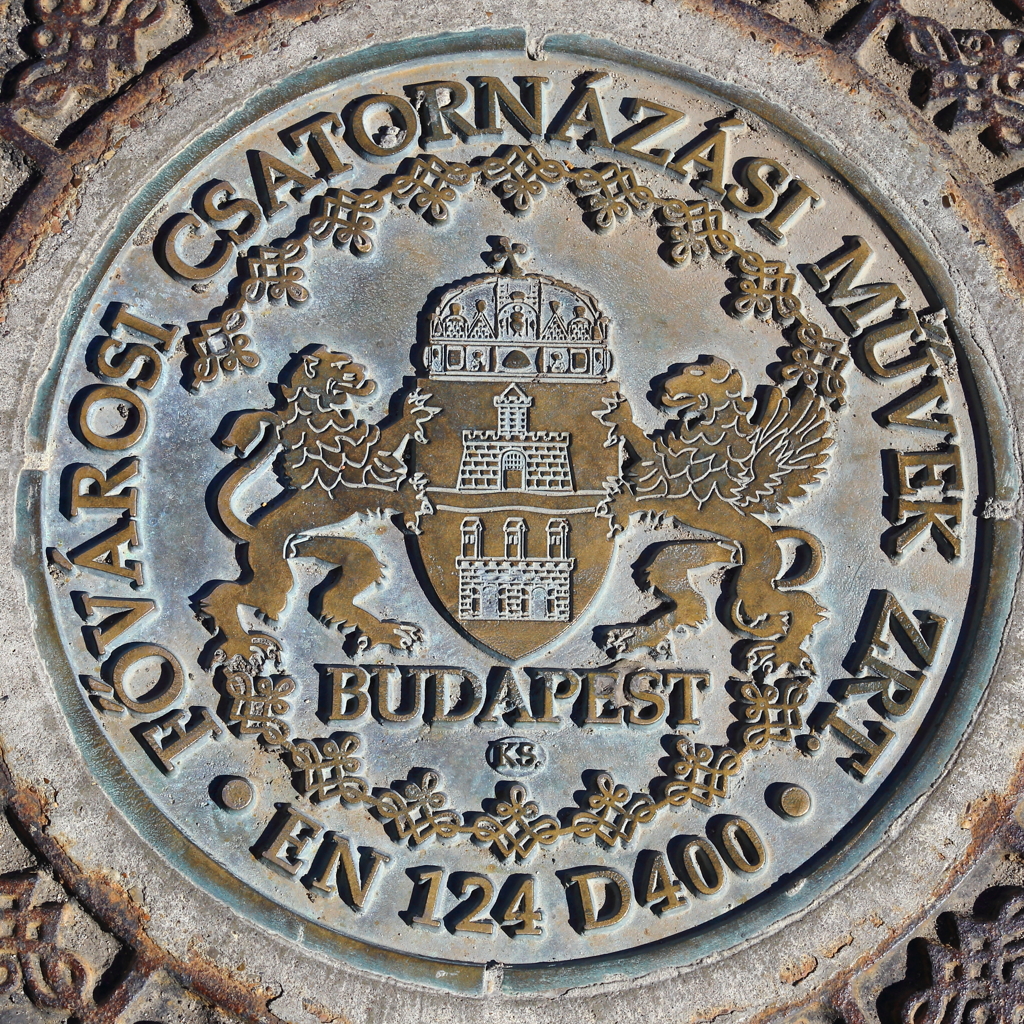 FŐVÁROSI CSATORNÁZÁSI MŰVEK ZRT.
BUDAPEST
KS.
EN 124 D400